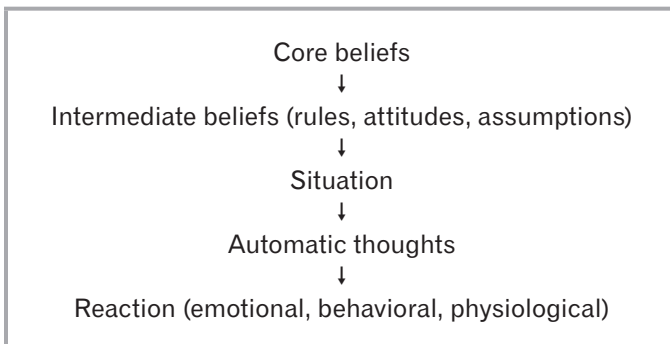 Core beliefs
↓
Intermediate beliefs (rules, attitudes, assumptions)
↓
Situation
↓
Automatic thoughts
↓
Reaction (emotional, behavioral, physiological)